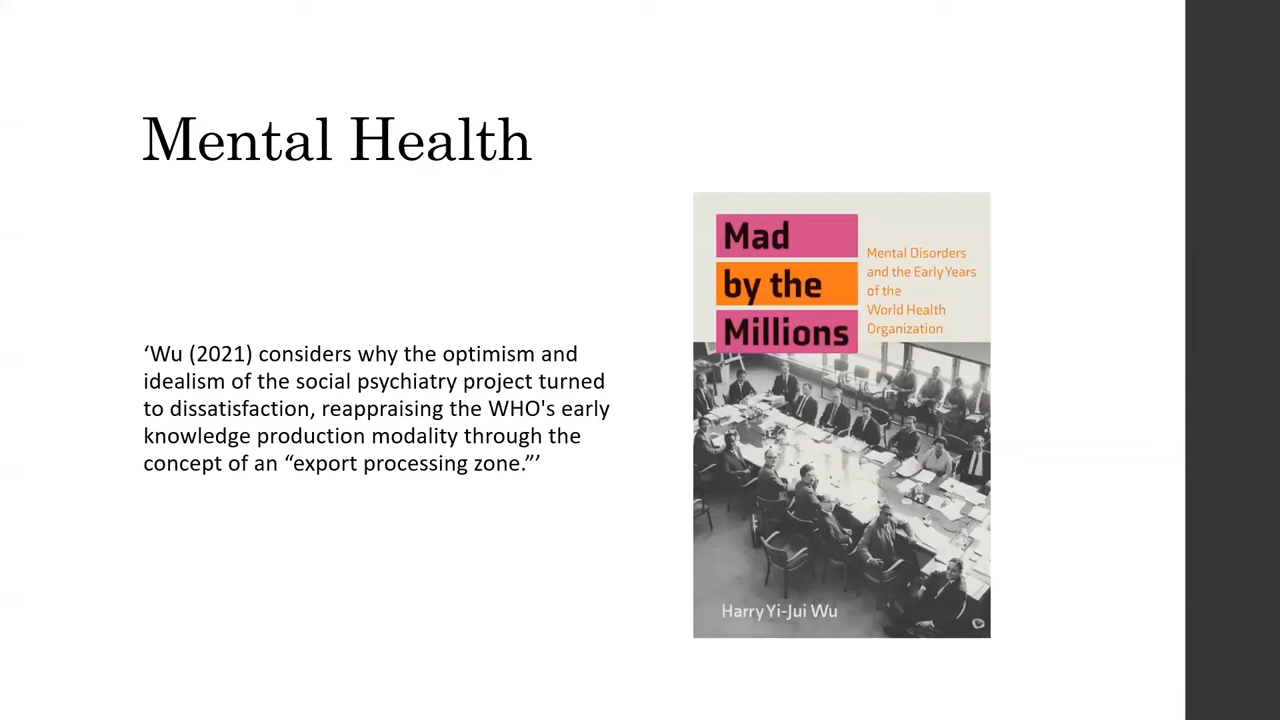 Mental Health
‘Wu (2021) considers why the optimism and
idealism of the social psychiatry project turned
to dissatisfaction, reappraising the WHO's early
knowledge production modality through the
concept of an “export processing zone.”’
Mad
by the
Millions
Mental Disorders
and the Early Years
of the
World Health
Organization
Harry Yi-Jui Wu